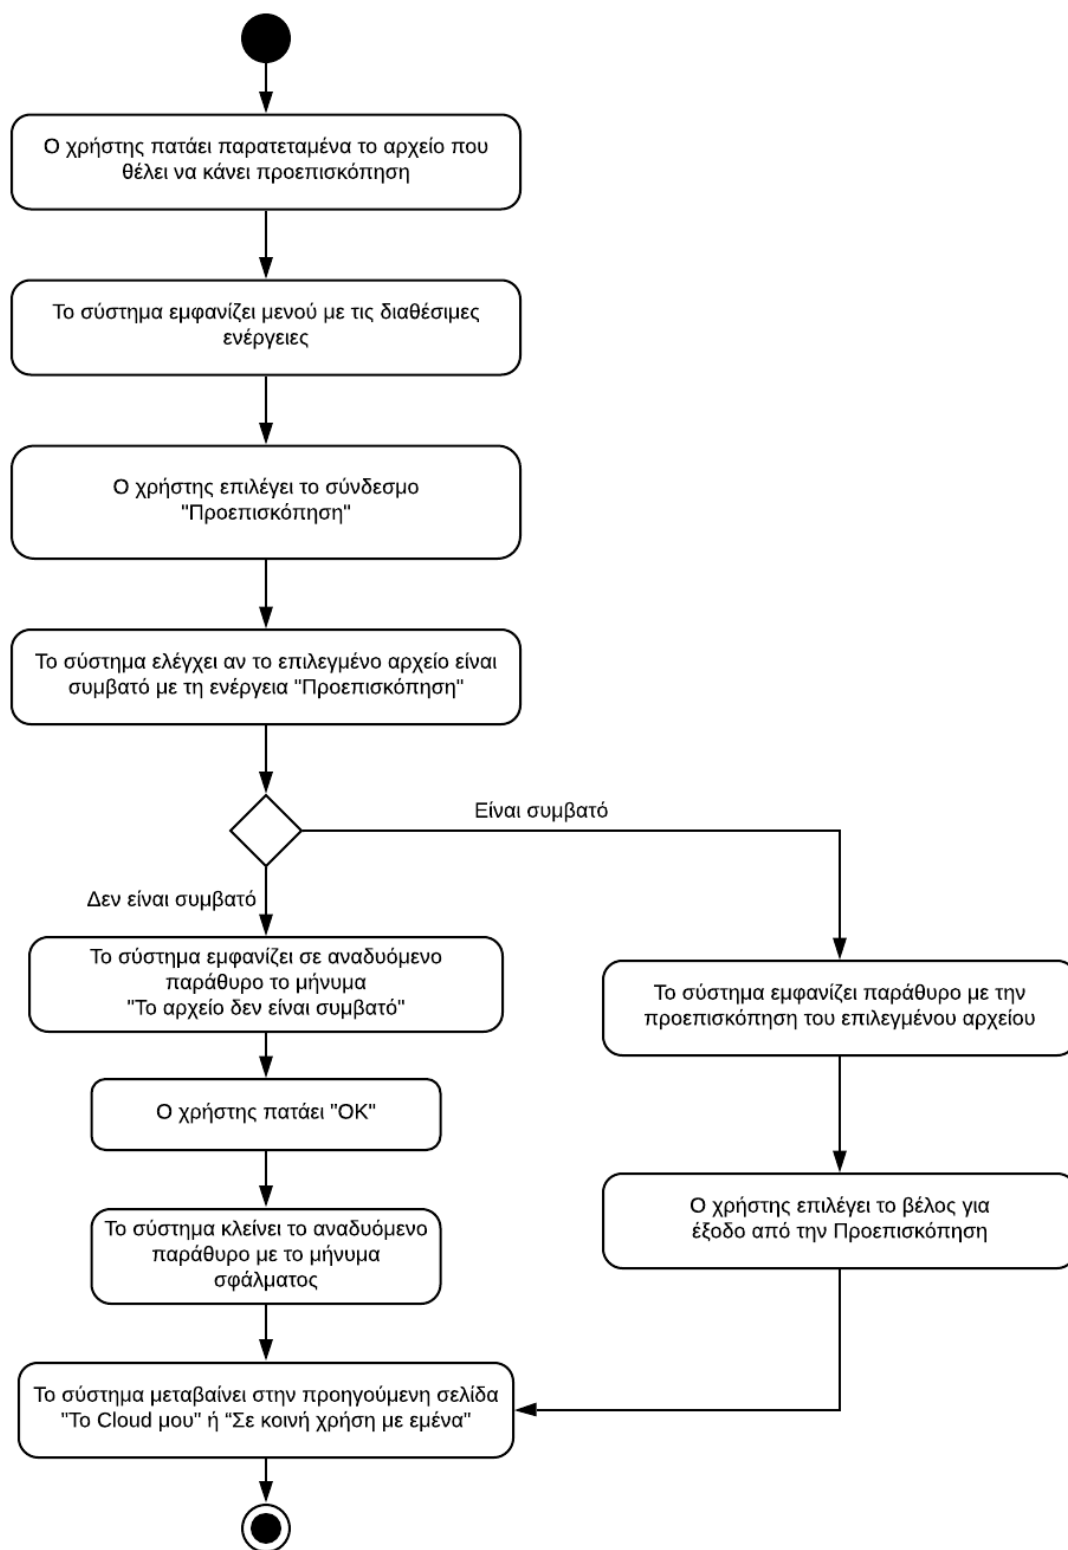 Ο χρήστης πατάει παρατεταμένα το αρχείο που
θέλει να κάνει προεπισκόπηση
Το σύστημα εμφανίζει μενού με τις διαθέσιμες
ενέργειες
Ο χρήστης επιλέγει το σύνδεσμο
"Προεπισκόπηση"
Το σύστημα ελέγχει αν το επιλεγμένο αρχείο είναι
συμβατό με τη ενέργεια "Προεπισκόπηση"
Είναι συμβατό
Δεν είναι συμβατό
Το σύστημα εμφανίζει σε αναδυόμενο
παράθυρο το μήνυμα
"Το αρχείο δεν είναι συμβατό"
Το σύστημα εμφανίζει παράθυρο με την
προεπισκόπηση του επιλεγμένου αρχείου
Ο χρήστης πατάει "ΟΚ"
Ο χρήστης επιλέγει το βέλος για
έξοδο από την Προεπισκόπηση
Το σύστημα κλείνει το αναδυόμενο
παράθυρο με το μήνυμα
σφάλματος
Το σύστημα μεταβαίνει στην προηγούμενη σελίδα
"Το Cloud μου" ή “Σε κοινή χρήση με εμένα"